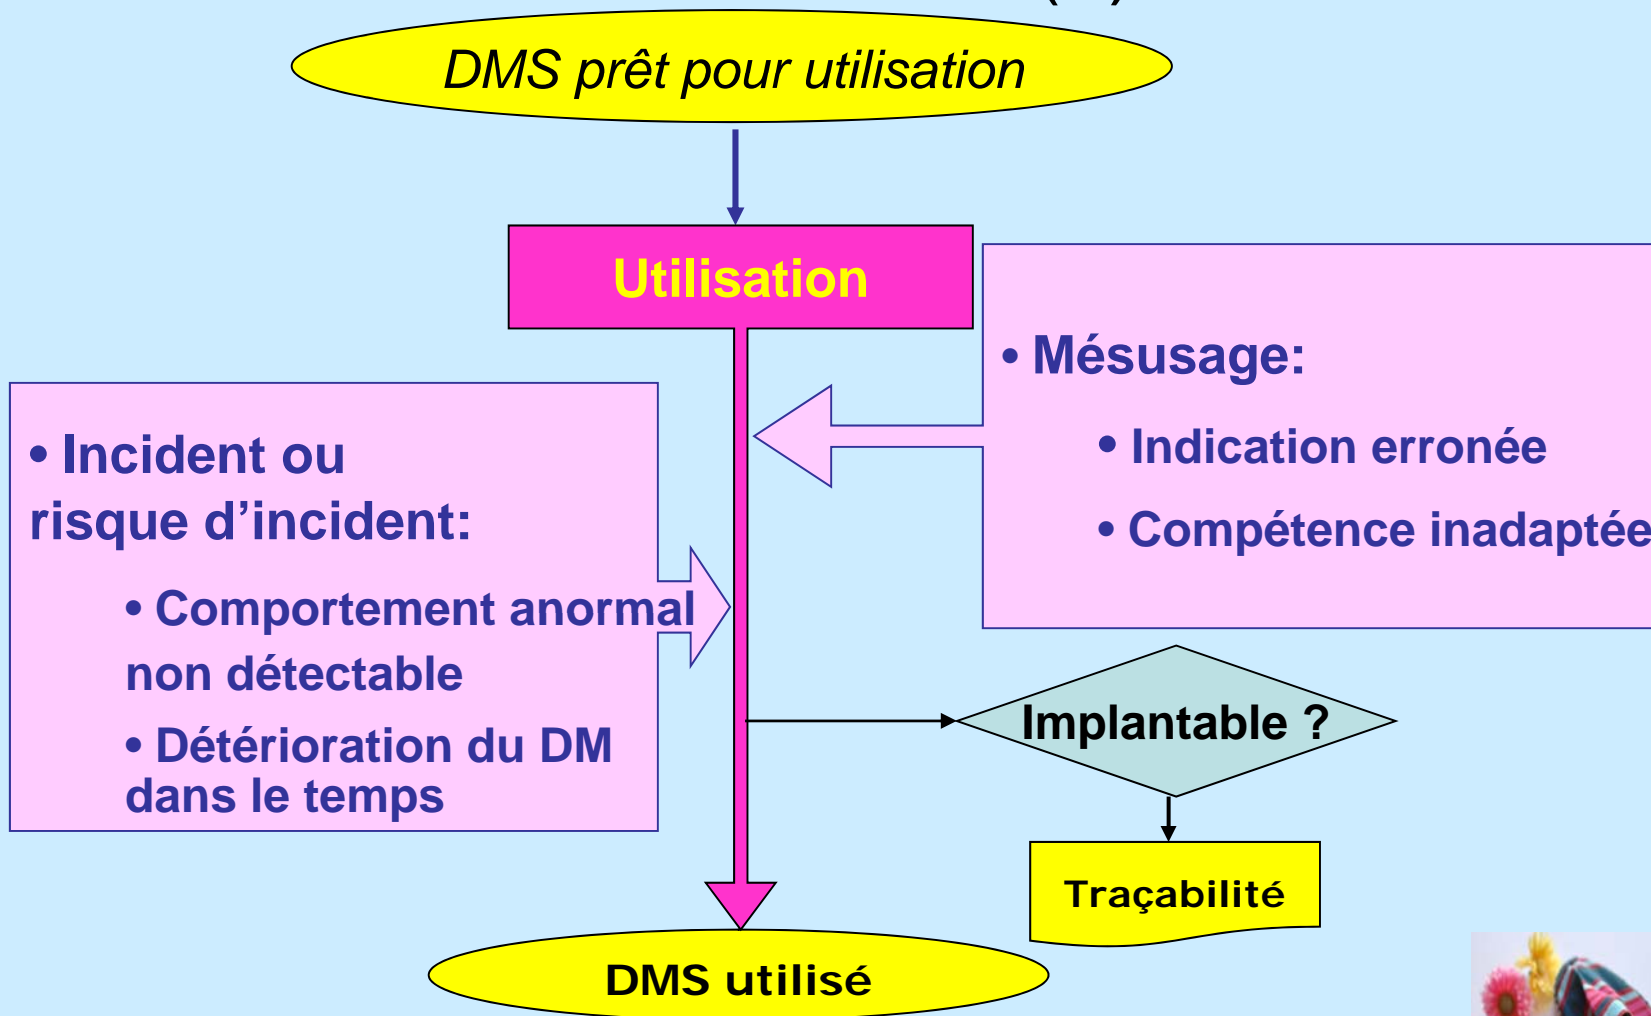 DMS prêt pour utilisation
Utilisation
• Mésusage:
• Indication erronée
• Compétence inadaptée
• Incident ou
risque d’incident:
• Comportement anormal
non détectable
• Détérioration du DM
dans le temps
Implantable ?
Traçabilité
DMS utilisé